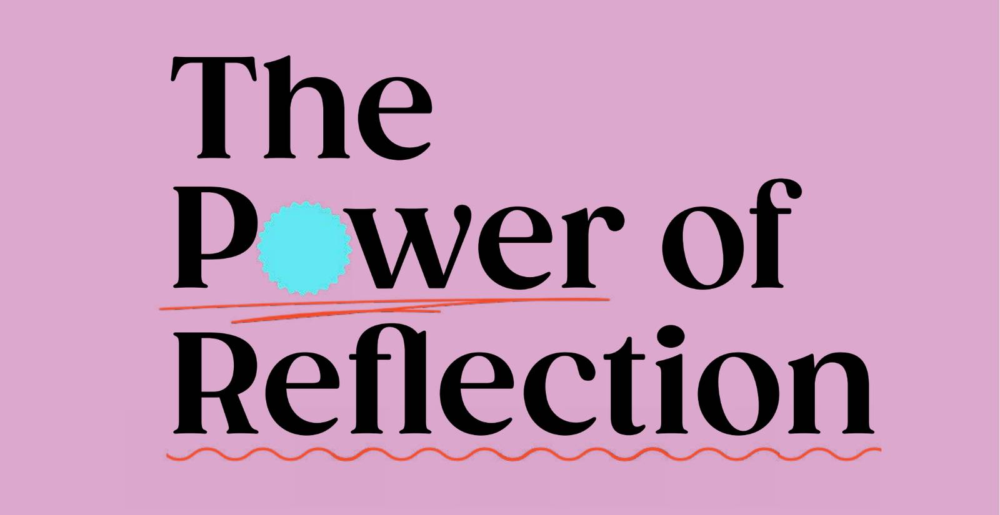 The
Power of
Reflection